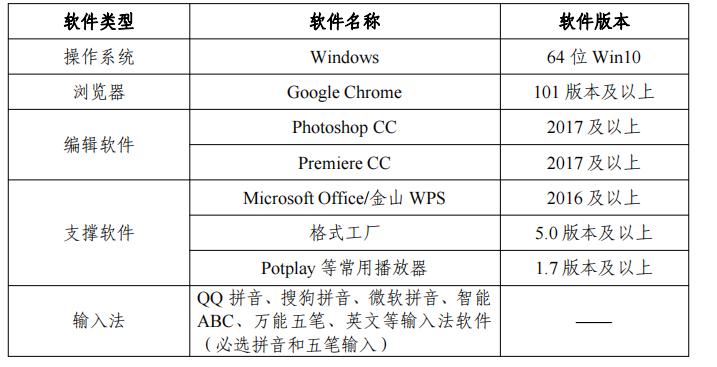 软件类型 软件名称 软件版本
操作系统 Windows 64 位 Win10
浏览器 Google Chrome 101 版本及以上
编辑软件 Photoshop CC 2017 及以上
Premiere CC 2017 及以上
支撑软件 Microsoft Office/金山 WPS 2016 及以上
格式工厂 5.0 版本及以上
Potplay 等常用播放器 1.7 版本及以上
输入法 QQ 拼音、搜狗拼音、微软拼音、智能
ABC、万能五笔、英文等输入法软件
（必选拼音和五笔输入） ——